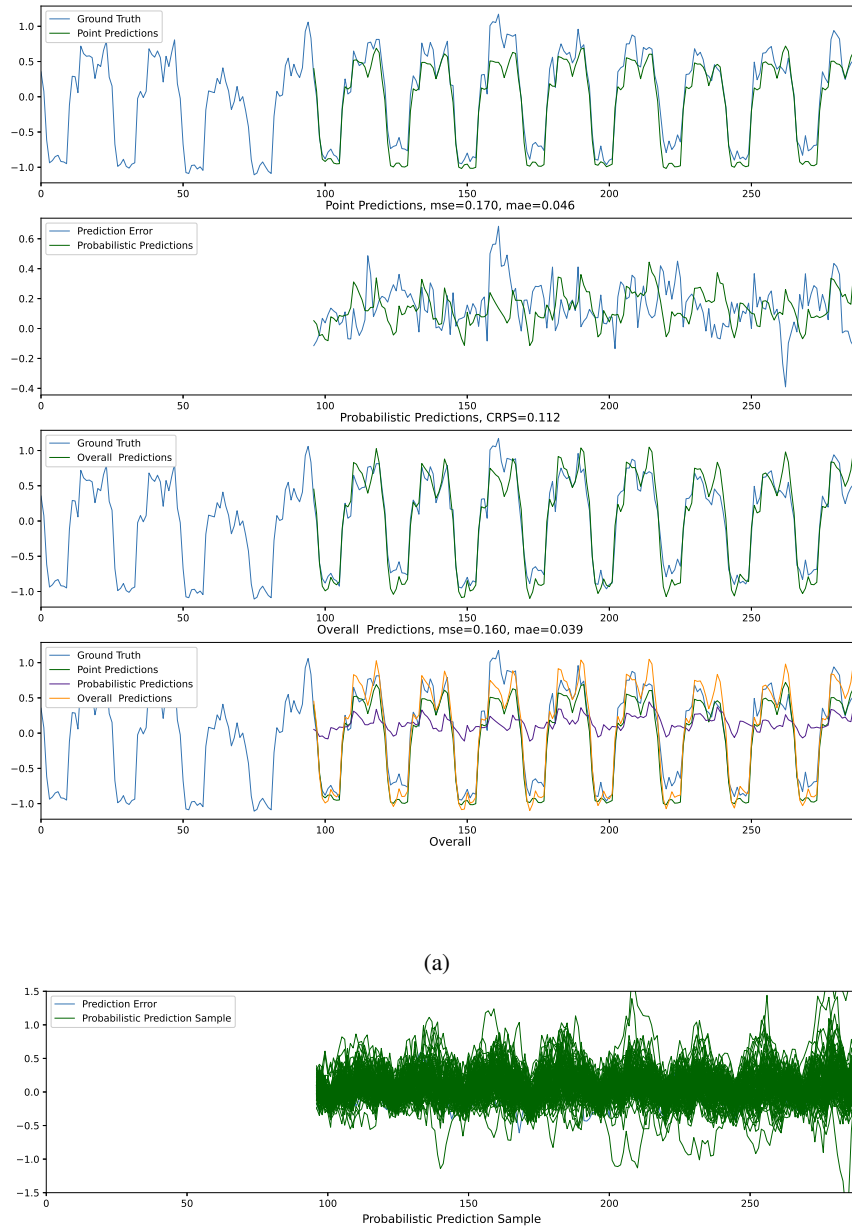 Ground Truth
Point Predictions
1.0
0.5
0.0
−0.5
−1.0
0 50 100 150 200 250
Point Predictions, mse=0.170, mae=0.046
Prediction Error
Probabilistic Predictions
0.6
0.4
0.2
0.0
−0.2
−0.4
0 50 100 150 200 250
Probabilistic Predictions, CRPS=0.112
Ground Truth
Overall  Predictions
1.0
0.5
0.0
−0.5
−1.0
0 50 100 150 200 250
Overall  Predictions, mse=0.160, mae=0.039
Ground Truth
Point Predictions
Probabilistic Predictions
Overall  Predictions
1.0
0.5
0.0
−0.5
−1.0
0 50 100 150 200 250
Overall
(a)
Prediction Error
Probabilistic Prediction Sample
1.5
1.0
0.5
0.0
−0.5
−1.0
−1.5
0 50 100 150 200 250
Probabilistic Prediction Sample